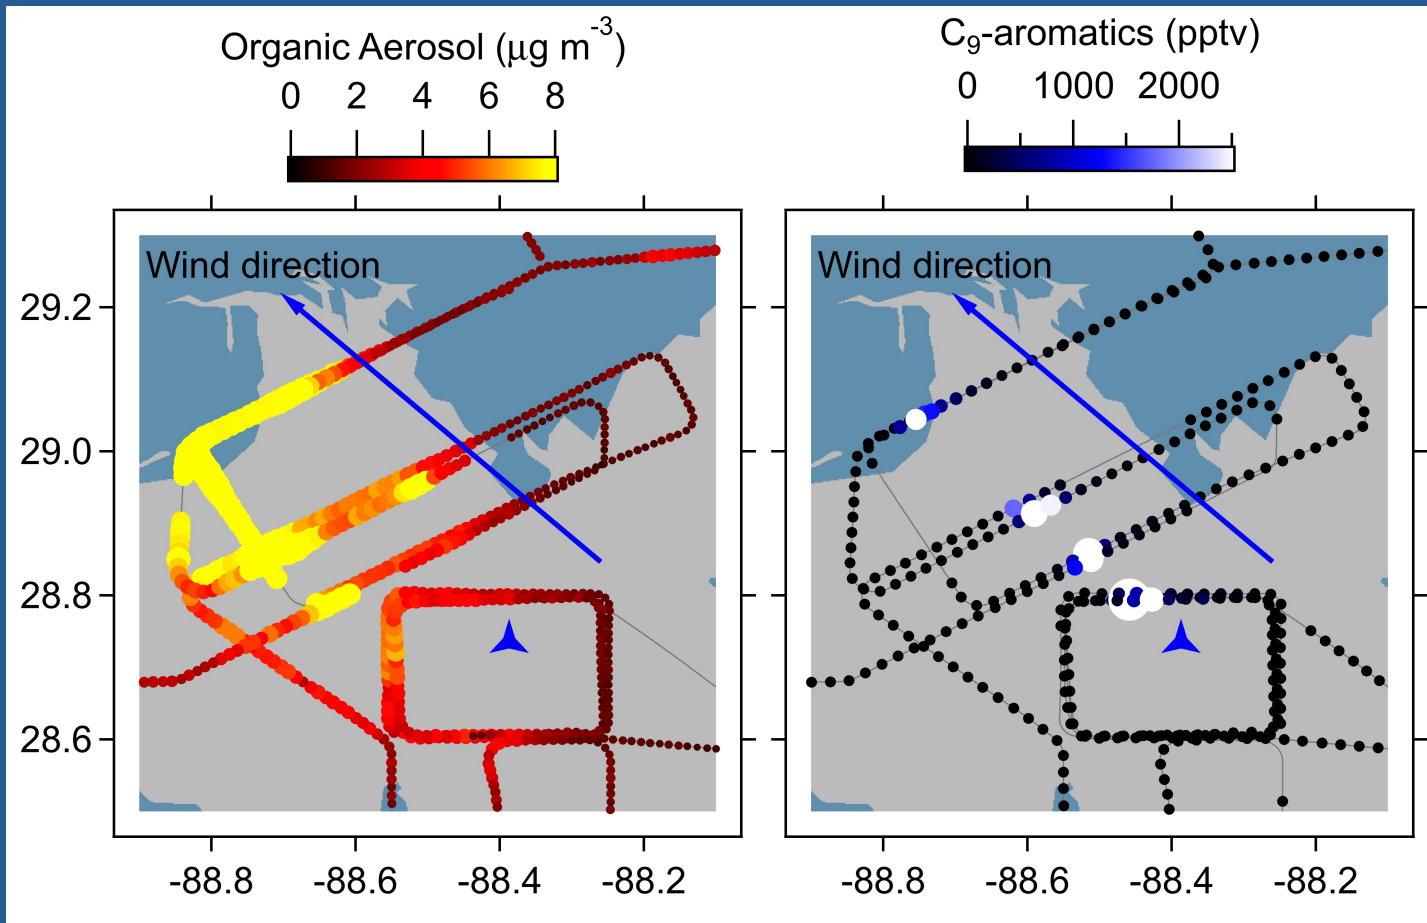 Organic Aerosol (μg m-3)
0 2 4 6 8
C9-aromatics (pptv)
0 1000 2000
Wind direction
Wind direction
29.2
29.0
28.8
28.6
-88.8 -88.6 -88.4 -88.2
-88.8 -88.6 -88.4 -88.2